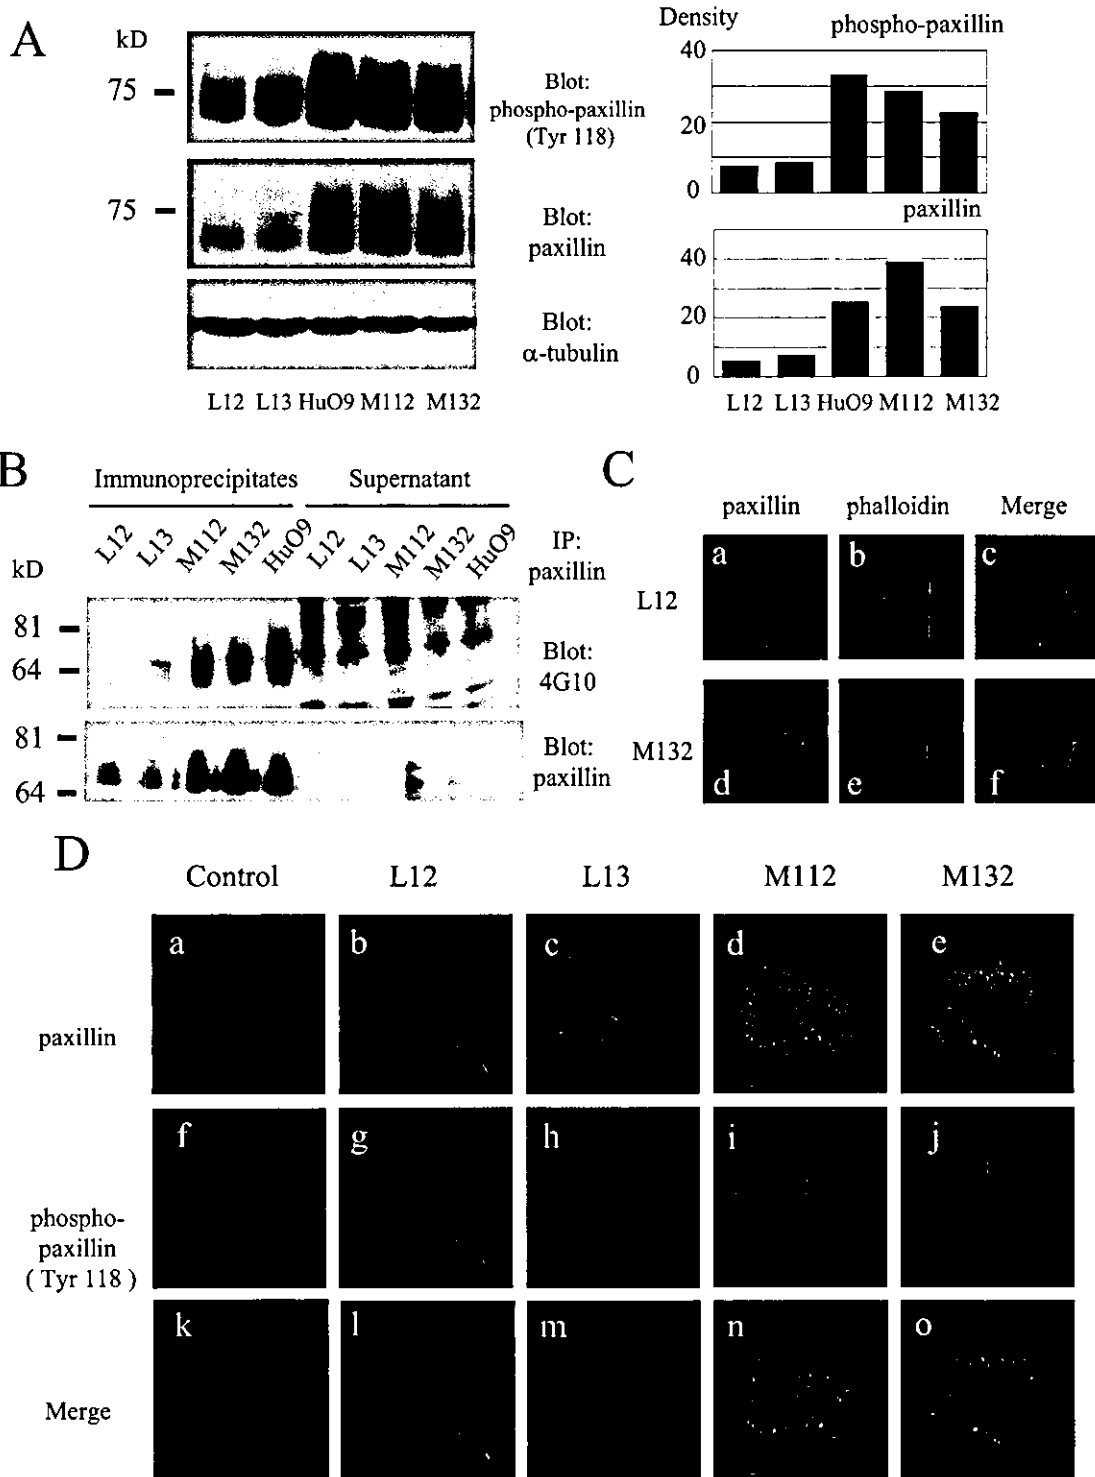 A
kD
75
75
Blot:
phospho-paxillin
(Tyr 118)
Blot:
paxillin
Blot:
α-tubulin
L12 L13 HuO9 M112 M132
Density
phospho-paxillin
40
20
0
paxillin
40
20
0
L12 L13 HuO9 M112 M132
B
Immunoprecipitates Supernatant
L12 L13 M112 M132 HuO9 L12 L13 M112 M132 HuO9
IP:
paxillin
kD
81
64
Blot:
4G10
81
64
Blot:
paxillin
C
paxillin phalloidin Merge
a b c
L12
M132
d e f
D
Control L12 L13 M112 M132
a b c d e
paxillin
f g h i j
phospho-
paxillin
( Tyr 118 )
k l m n o
Merge